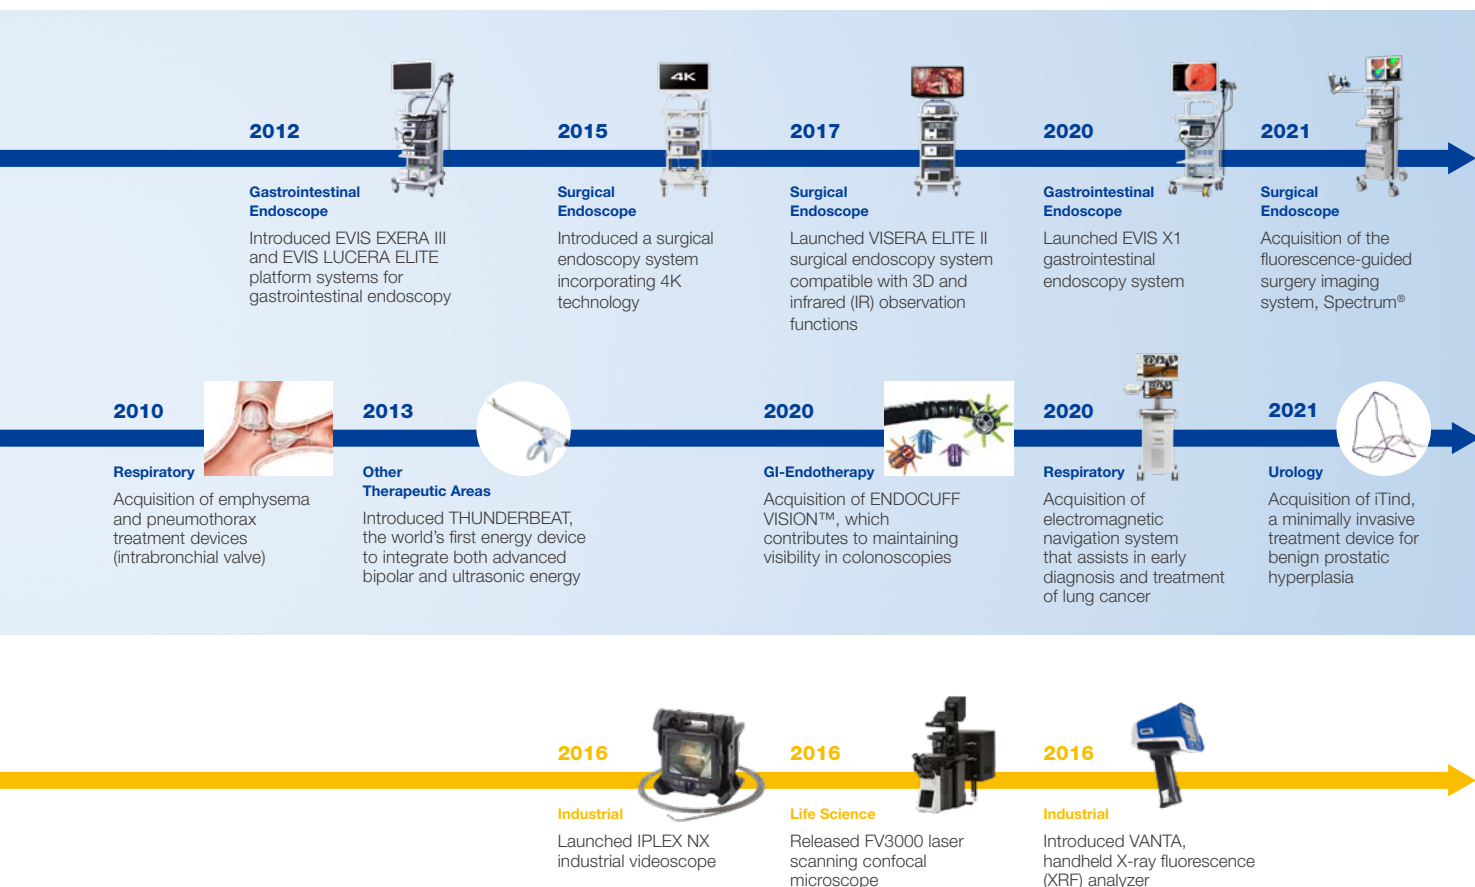 4K
2012
Gastrointestinal
Endoscope
Introduced EVIS EXERA III
and EVIS LUCERA ELITE
platform systems for
gastrointestinal endoscopy
2015
Surgical
Endoscope
Introduced a surgical
endoscopy system
incorporating 4K
technology
2017
Surgical
Endoscope
Launched VISERA ELITE II
surgical endoscopy system
compatible with 3D and
infrared (IR) observation
functions
2020
Gastrointestinal
Endoscope
Launched EVIS X1
gastrointestinal
endoscopy system
2021
Surgical
Endoscope
Acquisition of the
fluorescence-guided
surgery imaging
system, Spectrum®
2010
Respiratory
Acquisition of emphysema
and pneumothorax
treatment devices
(intrabronchial valve)
2013
Other
Therapeutic Areas
Introduced THUNDERBEAT,
the world's first energy device
to integrate both advanced
bipolar and ultrasonic energy
2020
GI-Endotherapy
Acquisition of ENDOCUFF
VISION™, which
contributes to maintaining
visibility in colonoscopies
2020
Respiratory
Acquisition of
electromagnetic
navigation system
that assists in early
diagnosis and treatment
of lung cancer
2021
Urology
Acquisition of iTind,
a minimally invasive
treatment device for
benign prostatic
hyperplasia
2016
Industrial
Launched IPLEX NX
industrial videoscope
2016
Life Science
Released FV3000 laser
scanning confocal
microscope
2016
Industrial
Introduced VANTA,
handheld X-ray fluorescence
(XRF) analyzer